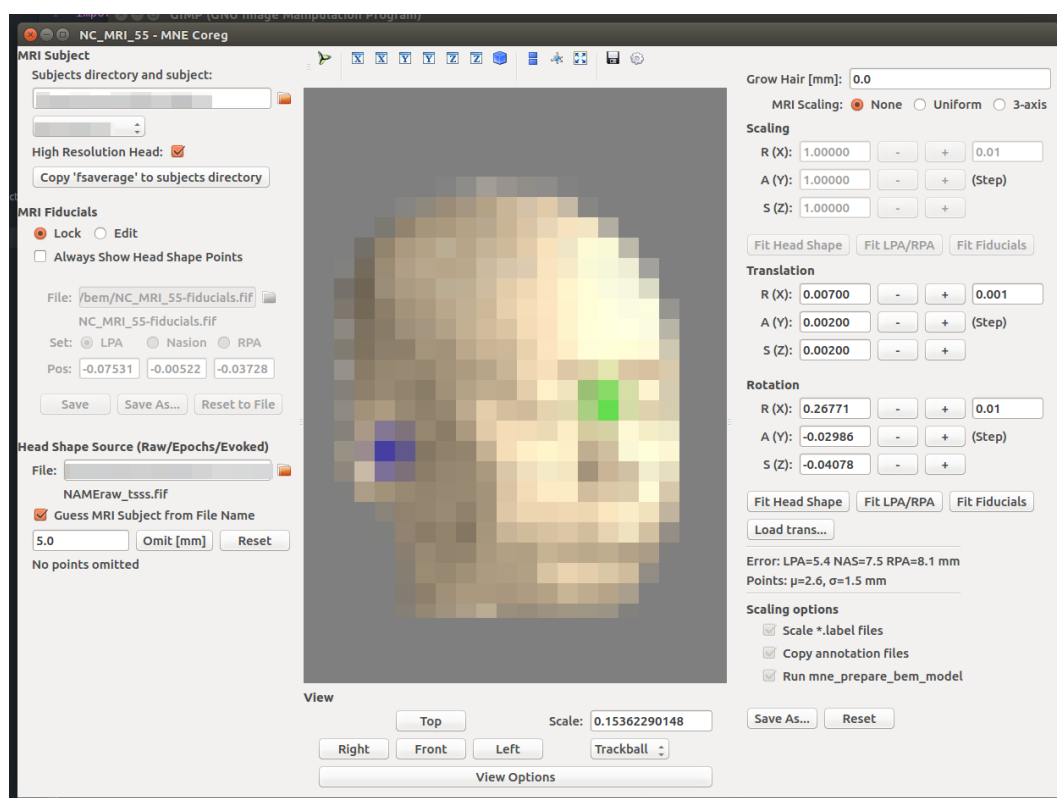 GIMP (GNU Image Manipulation Program)
NC_MRI_55 - MNE Coreg
MRI Subject
Subjects directory and subject:
High Resolution Head:
Copy 'fsaverage' to subjects directory
MRI Fiducials
Lock Edit
Always Show Head Shape Points
File: /bem/NC_MRI_55-fiducials.fif
NC_MRI_55-fiducials.fif
Set: LPA Nasion RPA
Pos: -0.07531 -0.00522 -0.03728
Save Save As... Reset to File
Head Shape Source (Raw/Epochs/Evoked)
File:
NAMEraw_tsss.fif
Guess MRI Subject from File Name
5.0 Omit [mm] Reset
No points omitted
X X Y Y Z Z
View
Top Scale: 0.15362290148
Right Front Left Trackball
View Options
Grow Hair [mm]: 0.0
MRI Scaling: None Uniform 3-axis
Scaling
R (X): 1.00000 - + 0.01
A (Y): 1.00000 - + (Step)
S (Z): 1.00000 - +
Fit Head Shape Fit LPA/RPA Fit Fiducials
Translation
R (X): 0.00700 - + 0.001
A (Y): 0.00200 - + (Step)
S (Z): 0.00200 - +
Rotation
R (X): 0.26771 - + 0.01
A (Y): -0.02986 - + (Step)
S (Z): -0.04078 - +
Fit Head Shape Fit LPA/RPA Fit Fiducials
Load trans...
Error: LPA=5.4 NAS=7.5 RPA=8.1 mm
Points: μ=2.6, σ=1.5 mm
Scaling options
Scale *.label files
Copy annotation files
Run mne_prepare_bem_model
Save As... Reset